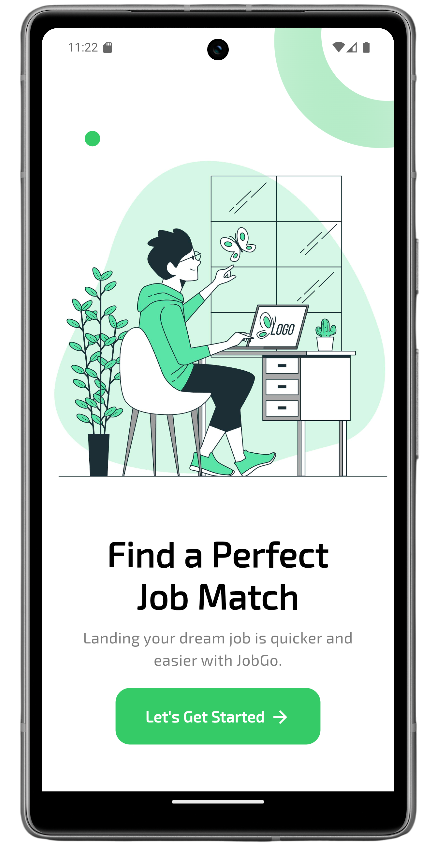 11:22
LOGO
Find a Perfect
Job Match
Landing your dream job is quicker and
easier with JobGo.
Let's Get Started →